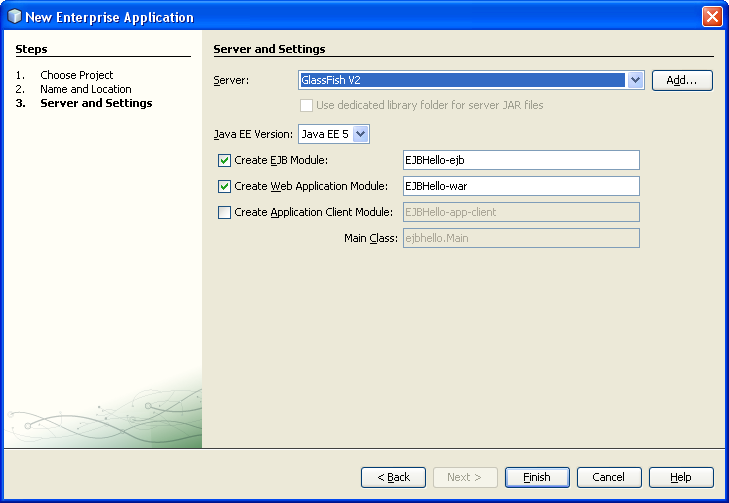 New Enterprise Application
Steps
1. Choose Project
2. Name and Location
3. Server and Settings
Server and Settings
Server: GlassFish V2 Add...
Use dedicated library folder for server JAR files
Java EE Version: Java EE 5
Create EJB Module: EJBHello-ejb
Create Web Application Module: EJBHello-war
Create Application Client Module: EJBHello-app-client
Main Class: ejbhello.Main
< Back Next > Finish Cancel Help